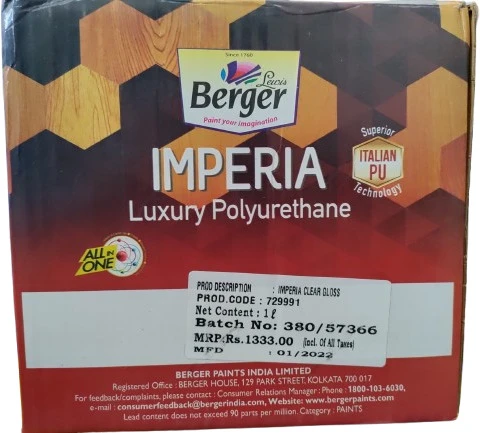 Since 1760
Lewis
Berger
Paint your imagination
IMPERIA
Luxury Polyurethane
Superior
ITALIAN
PU
Technology
ALL IN
ONE
PROD DESCRIPTION : IMPERIA CLEAR GLOSS
PROD.CODE : 729991
Net Content : 1ℓ
Batch No: 380/57366
MRP:Rs.1333.00 (Incl. Of All Taxes)
MFD : 01/2022
BERGER PAINTS INDIA LIMITED
Registered Office : BERGER HOUSE, 129 PARK STREET, KOLKATA 700 017
For feedback/complaints, please contact : Consumer Relations Manager : Phone : 1800-103-6030,
e-mail : consumerfeedback@bergerindia.com, Website: www.bergerpaints.com
Lead content does not exceed 90 parts per million. Category : PAINTS